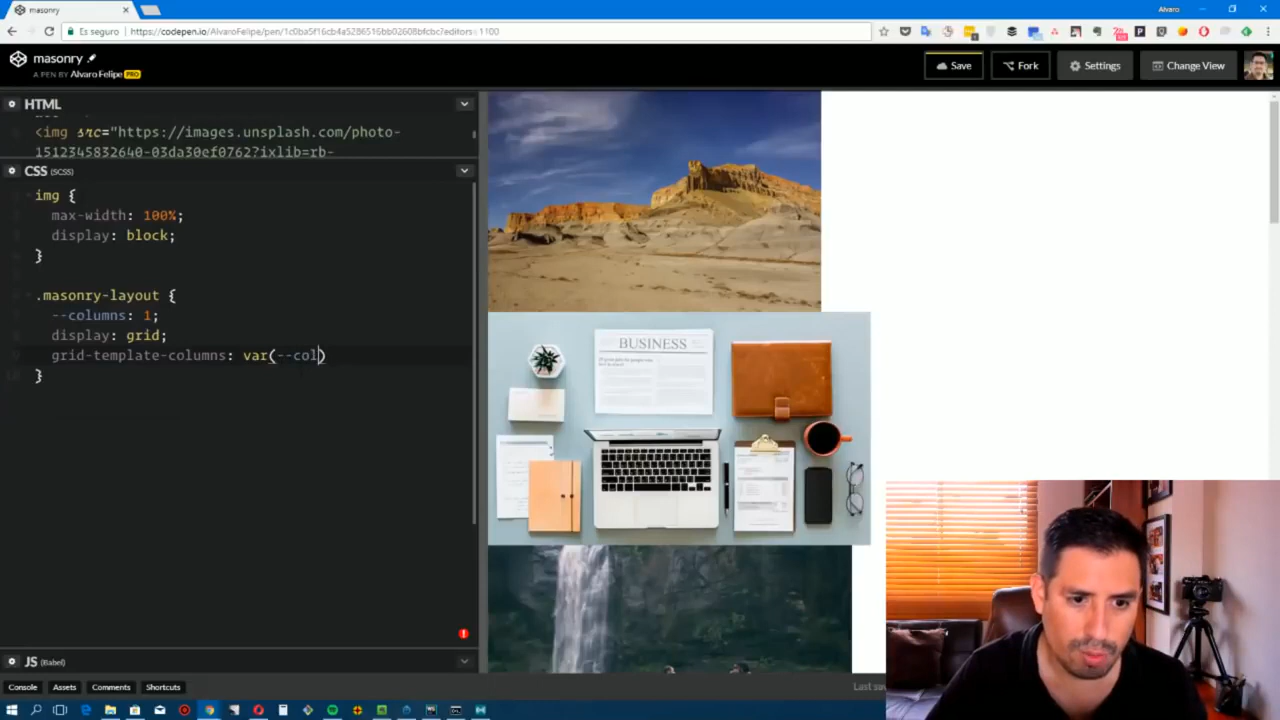 masonry
Alvaro
Es seguro
https://codepen.io/AlvaroFelipe/pen/1c0ba5f16cb4a5286516bb02608bfcbc?editors=1100
masonry
A PEN BY Alvaro Felipe PRO
Save
Fork
Settings
Change View
HTML
<img src="https://images.unsplash.com/photo-
1512345832640-03da30ef0762?ixlib=rb-
CSS (SCSS)
img {
max-width: 100%;
display: block;
}
.masonry-layout {
--columns: 1;
display: grid;
grid-template-columns: var(--col)
}
BUSINESS
JS (Babel)
Console
Assets
Comments
Shortcuts